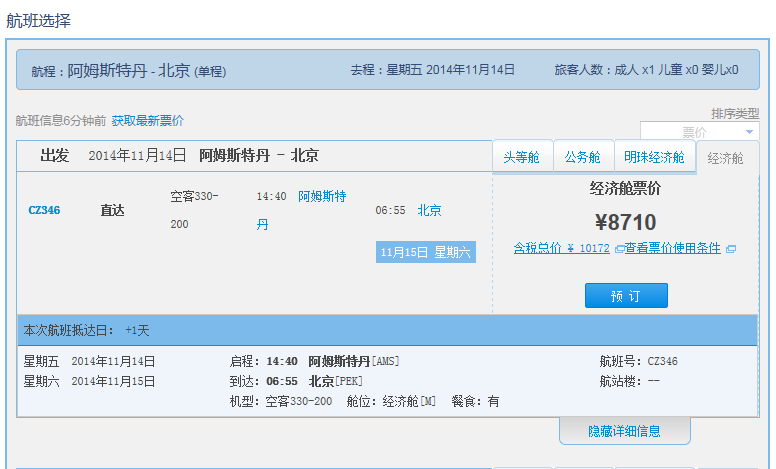 航班选择
航程：阿姆斯特丹 - 北京 (单程) 去程：星期五 2014年11月14日 旅客人数：成人 x1 儿童 x0 婴儿x0
航班信息6分钟前 获取最新票价 排序类型
票价
出发 2014年11月14日 阿姆斯特丹 - 北京 头等舱 公务舱 明珠经济舱 经济舱
经济舱票价
CZ346 直达 空客330-200 14:40 阿姆斯特丹 06:55 北京
11月15日 星期六
¥8710
含税总价 ¥ 10172 查看票价使用条件
预 订
本次航班抵达日： +1天
星期五 2014年11月14日 启程：14:40 阿姆斯特丹[AMS] 航班号：CZ346
星期六 2014年11月15日 到达：06:55 北京[PEK] 航站楼：--
机型：空客330-200 舱位：经济舱[M] 餐食：有
隐藏详细信息